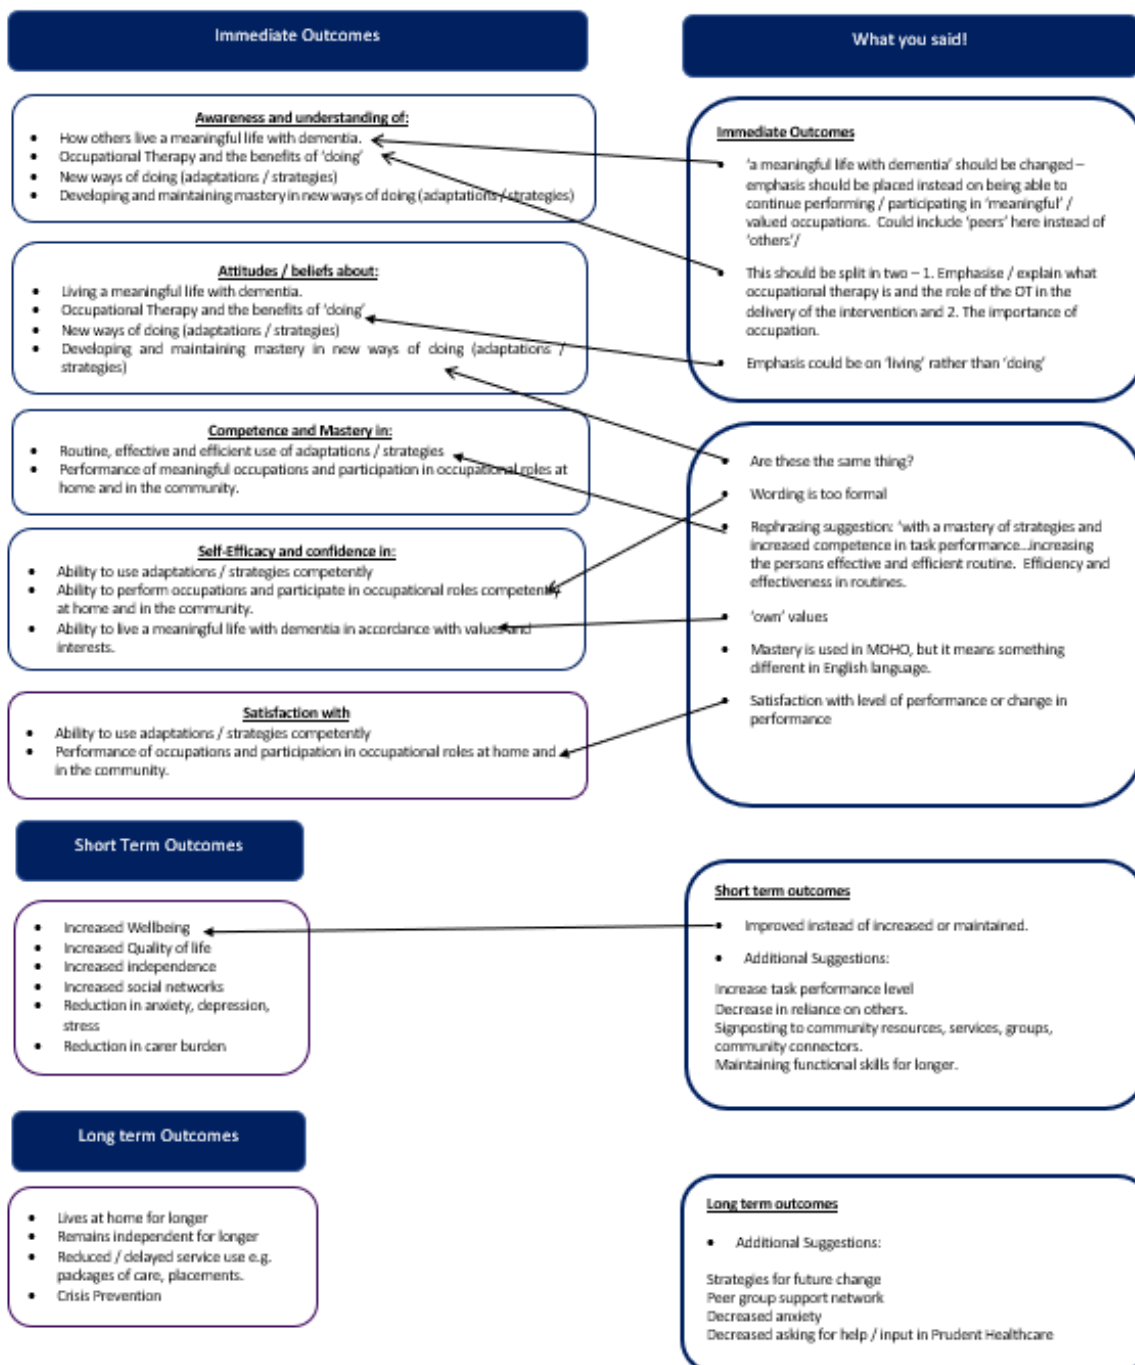 Immediate Outcomes
Awareness and understanding of:
• How others live a meaningful life with dementia.
• Occupational Therapy and the benefits of 'doing'
• New ways of doing (adaptations / strategies)
• Developing and maintaining mastery in new ways of doing (adaptations / strategies)
Attitudes / beliefs about:
• Living a meaningful life with dementia.
• Occupational Therapy and the benefits of 'doing'
• New ways of doing (adaptations / strategies)
• Developing and maintaining mastery in new ways of doing (adaptations /
strategies)
Competence and Mastery in:
• Routine, effective and efficient use of adaptations / strategies
• Performance of meaningful occupations and participation in occupational roles at
home and in the community.
Self-Efficacy and confidence in:
• Ability to use adaptations / strategies competently
• Ability to perform occupations and participate in occupational roles competently
at home and in the community.
• Ability to live a meaningful life with dementia in accordance with values and
interests.
Satisfaction with
• Ability to use adaptations / strategies competently
• Performance of occupations and participation in occupational roles at home and
in the community.
Short Term Outcomes
• Increased Wellbeing
• Increased Quality of life
• Increased independence
• Increased social networks
• Reduction in anxiety, depression,
stress
• Reduction in carer burden
Long term Outcomes
• Lives at home for longer
• Remains independent for longer
• Reduced / delayed service use e.g.
packages of care, placements.
• Crisis Prevention
What you said!
Immediate Outcomes
• 'a meaningful life with dementia' should be changed –
emphasis should be placed instead on being able to
continue performing / participating in 'meaningful' /
valued occupations. Could include 'peers' here instead of
'others'/
• This should be split in two – 1. Emphasise / explain what
occupational therapy is and the role of the OT in the
delivery of the intervention and 2. The importance of
occupation.
• Emphasis could be on 'living' rather than 'doing'
• Are these the same thing?
• Wording is too formal
• Rephrasing suggestion: 'with a mastery of strategies and
increased competence in task performance...increasing
the persons effective and efficient routine. Efficiency and
effectiveness in routines.
• 'own' values
• Mastery is used in MOHO, but it means something
different in English language.
• Satisfaction with level of performance or change in
performance
Short term outcomes
• Improved instead of increased or maintained.
• Additional Suggestions:
Increase task performance level
Decrease in reliance on others.
Signposting to community resources, services, groups,
community connectors.
Maintaining functional skills for longer.
Long term outcomes
• Additional Suggestions:
Strategies for future change
Peer group support network
Decreased anxiety
Decreased asking for help / input in Prudent Healthcare